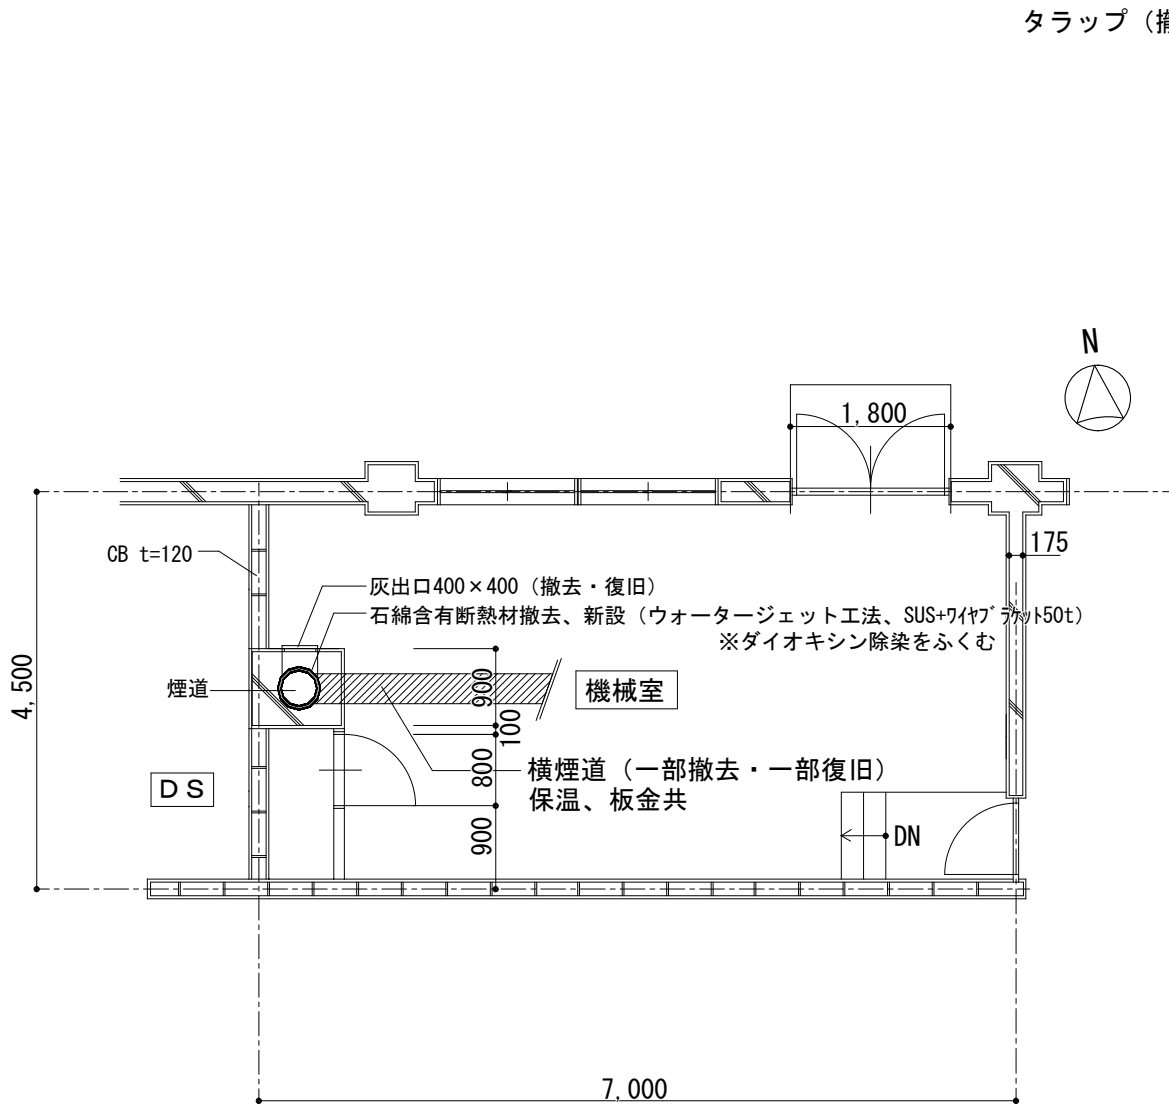 タラップ（撤
N
1,800
175
CB t=120
灰出口400×400（撤去・復旧）
石綿含有断熱材撤去、新設（ウォータージェット工法、SUS+ﾜｲﾔﾌﾞﾗｹｯﾄ50t）
※ダイオキシン除染をふくむ
4,500
煙道
900
機械室
100
800
横煙道（一部撤去・一部復旧）
保温、板金共
ＤＳ
900
DN
7,000